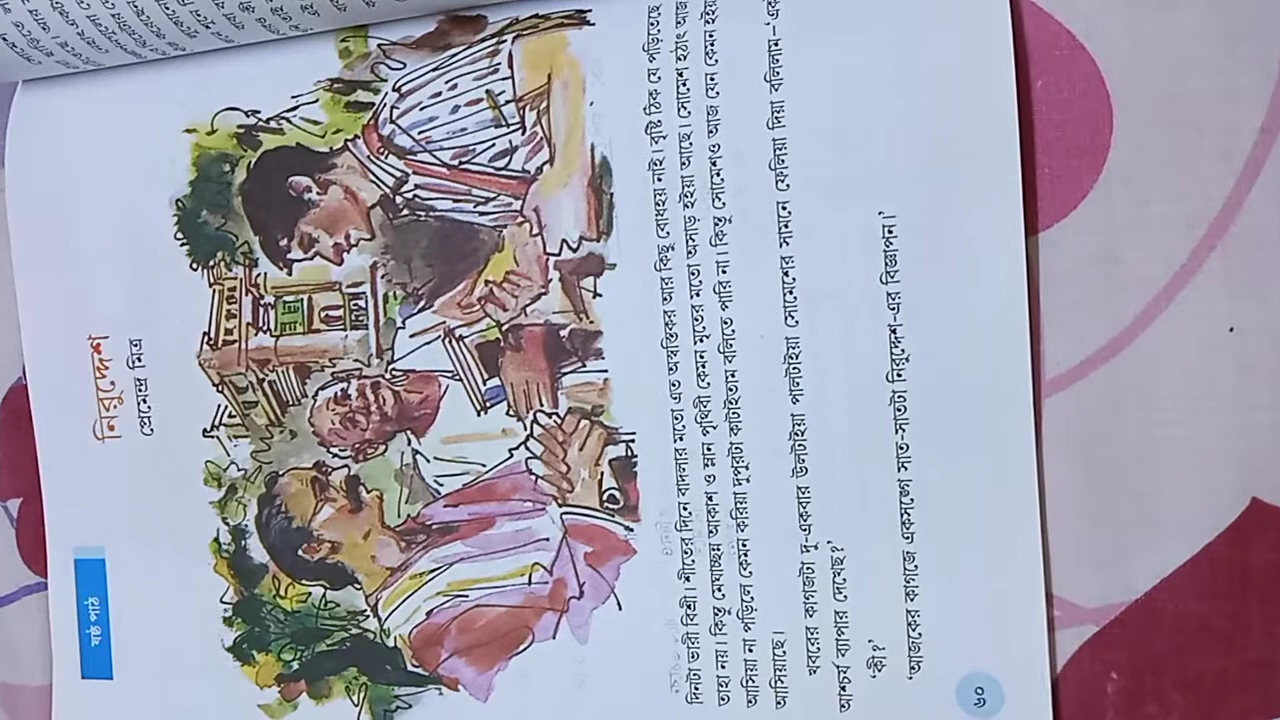 ষষ্ঠ পাঠ
নিরুদ্দেশ
প্রেমেন্দ্র মিত্র
দিনটা ভারী বিশ্রী। শীতের দিনে বাদলার মতো এত অস্বস্তিকর আর কিছু বোধহয় নাই। বৃষ্টি ঠিক যে পড়িতেছে
তাহা নয়। কিন্তু মেঘাচ্ছন্ন আকাশ ও ম্লান পৃথিবী কেমন মৃতের মতো অসাড় হইয়া আছে। সোমেশ হঠাৎ আজ
আসিয়া না পড়িলে কেমন করিয়া দুপুরটা কাটাইতাম বলিতে পারি না। কিন্তু সোমেশও আজ যেন কেমন হইয়া
আসিয়াছে।
খবরের কাগজটা দু-একবার উলটাইয়া পালটাইয়া সোমেশের সামনে ফেলিয়া দিয়া বলিলাম—‘একটা
আশ্চর্য ব্যাপার দেখেছ?’
‘কী?’
‘আজকের কাগজে একসঙ্গে সাত-সাতটা নিরুদ্দেশ-এর বিজ্ঞাপন।’
৬০